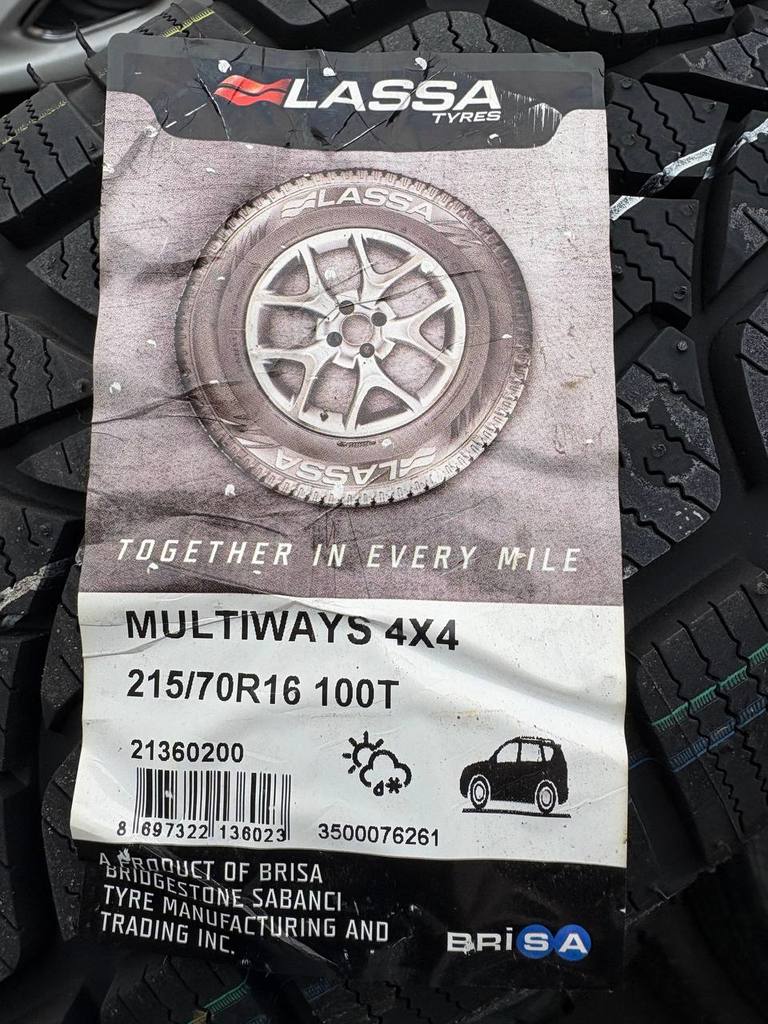 LASSA
TYRES
LASSA
LASSA
TOGETHER IN EVERY MILE
MULTIWAYS 4X4
215/70R16 100T
21360200
8 697322 136023
3500076261
A PRODUCT OF BRISA
BRIDGESTONE SABANCI
TYRE MANUFACTURING AND
TRADING INC.
BRiSA